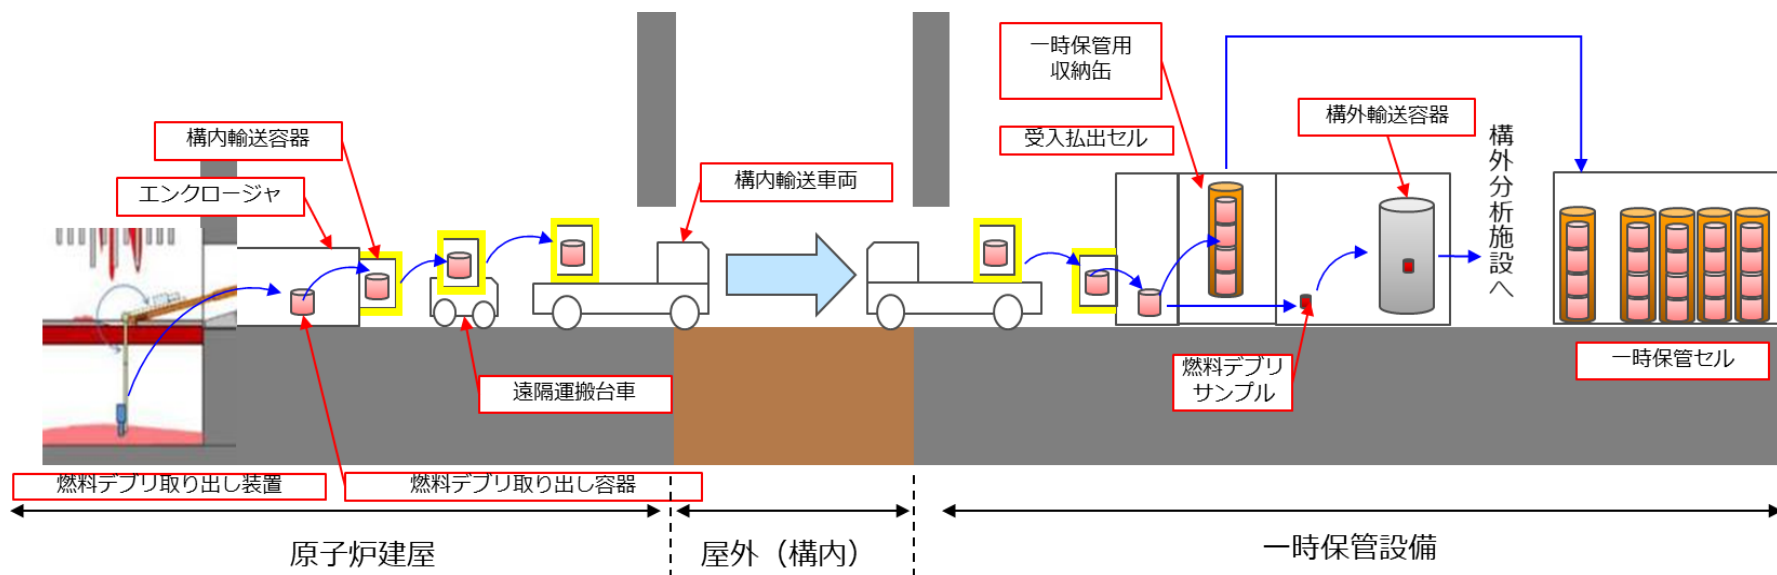 一時保管用
収納缶
受入払出セル
構外輸送容器
構内輸送容器
エンクロージャ
構内輸送車両
構外分析施設へ
遠隔運搬台車
燃料デブリ
サンプル
一時保管セル
燃料デブリ取り出し装置
燃料デブリ取り出し容器
原子炉建屋
屋外（構内）
一時保管設備